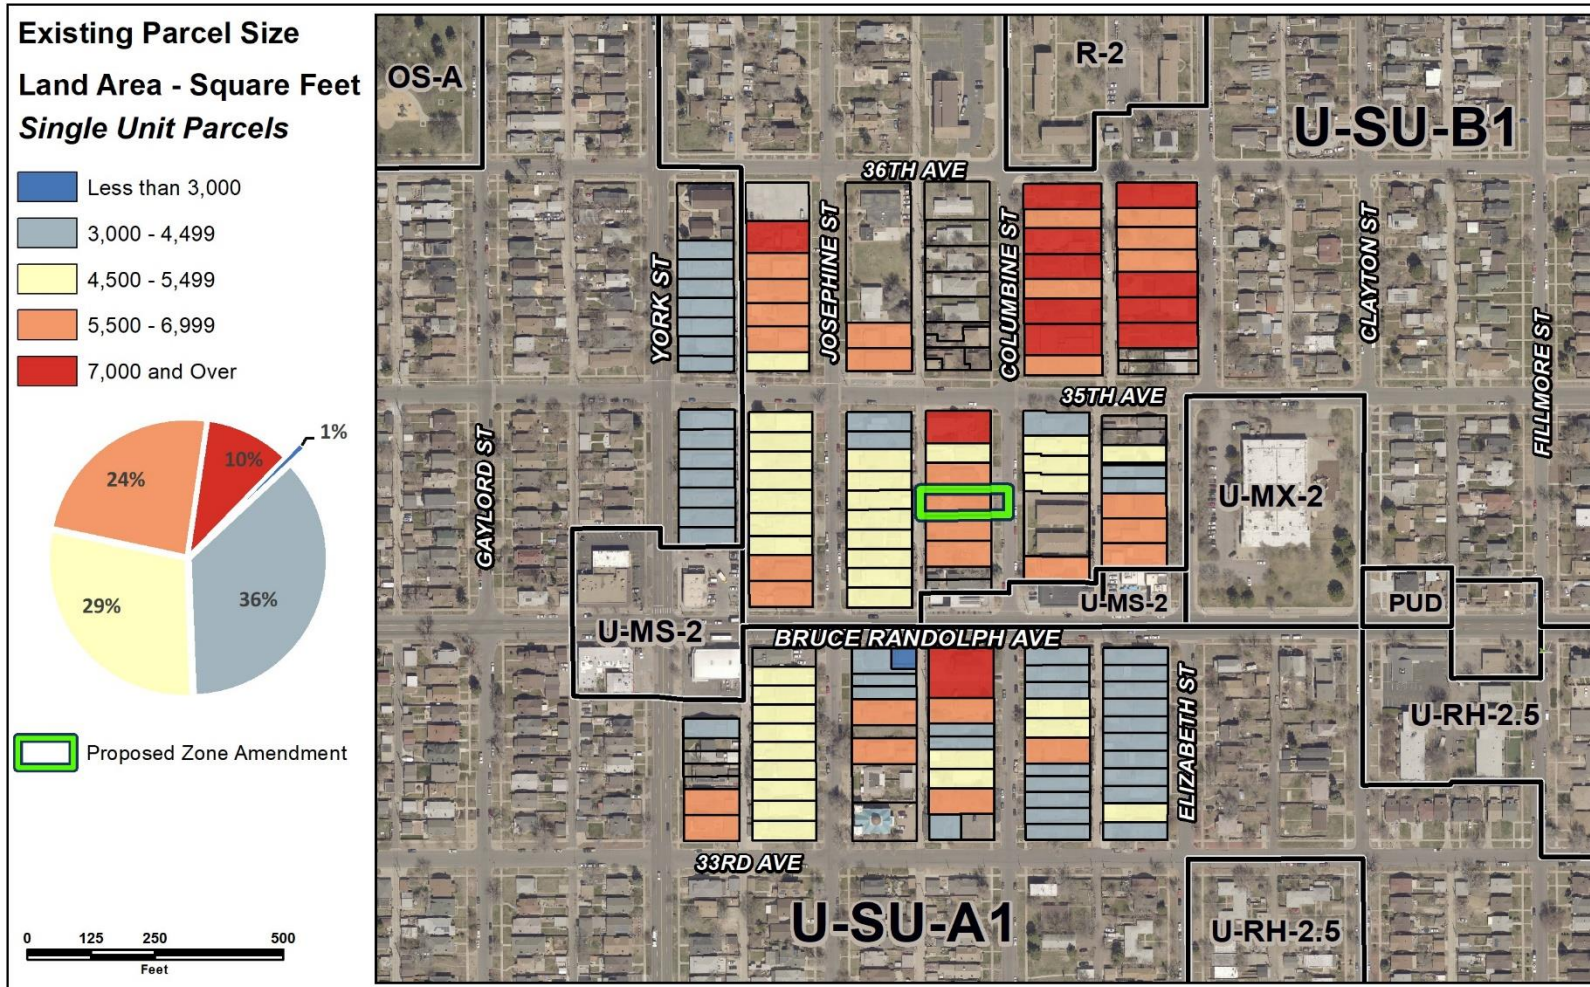 Existing Parcel Size
Land Area - Square Feet
Single Unit Parcels
Less than 3,000
3,000 - 4,499
4,500 - 5,499
5,500 - 6,999
7,000 and Over
1%
10%
24%
29%
36%
Proposed Zone Amendment
0 125 250 500
Feet
OS-A
R-2
U-SU-B1
36TH AVE
YORK ST
JOSEPHINE ST
COLUMBINE ST
CLAYTON ST
FILLMORE ST
35TH AVE
GAYLORD ST
U-MX-2
U-MS-2
U-MS-2
PUD
BRUCE RANDOLPH AVE
U-RH-2.5
ELIZABETH ST
33RD AVE
U-SU-A1
U-RH-2.5